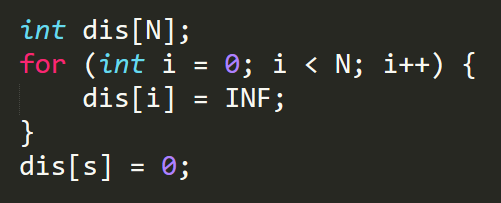 int dis[N];
for (int i = 0; i < N; i++) {
    dis[i] = INF;
}
dis[s] = 0;